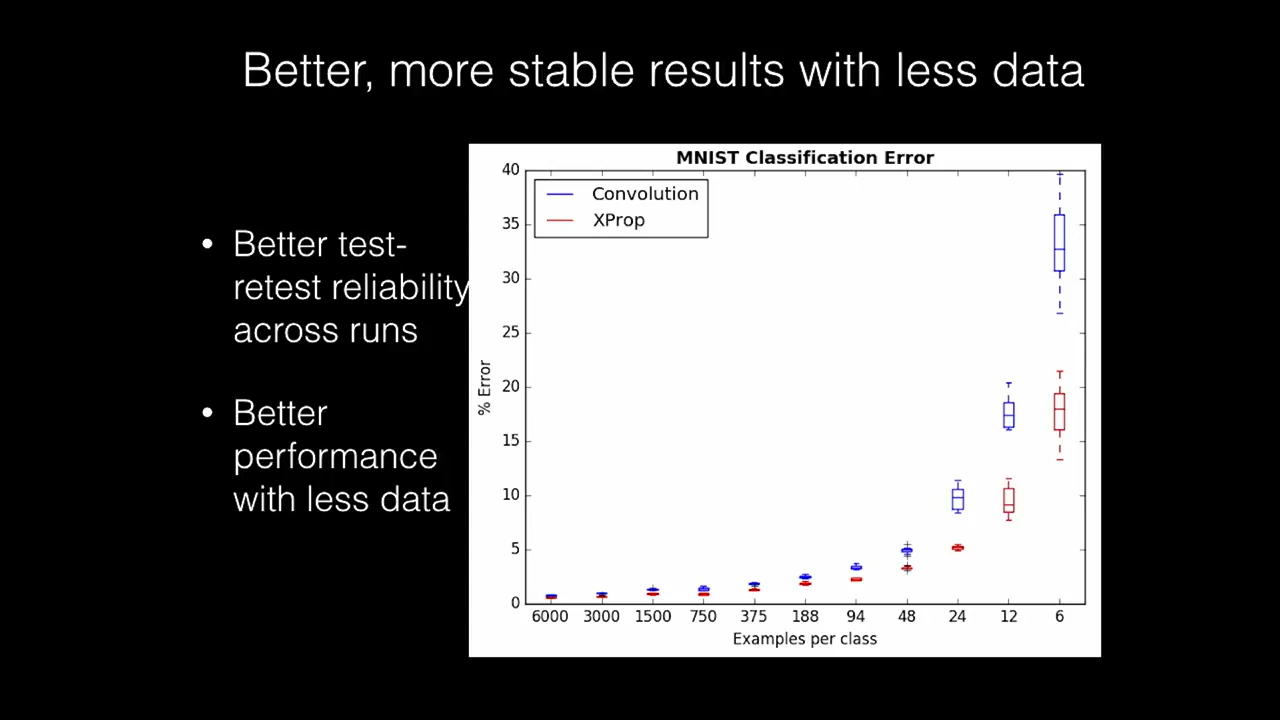 Better, more stable results with less data
• Better test-
retest reliability
across runs
• Better
performance
with less data
MNIST Classification Error
Convolution
XProp
% Error
40
35
30
25
20
15
10
5
0
6000 3000 1500 750 375 188 94 48 24 12 6
Examples per class